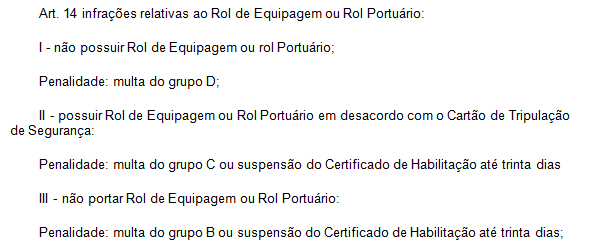 Art. 14 infrações relativas ao Rol de Equipagem ou Rol Portuário:
I - não possuir Rol de Equipagem ou rol Portuário;
Penalidade: multa do grupo D;
II - possuir Rol de Equipagem ou Rol Portuário em desacordo com o Cartão de Tripulação
de Segurança:
Penalidade: multa do grupo C ou suspensão do Certificado de Habilitação até trinta dias
III - não portar Rol de Equipagem ou Rol Portuário:
Penalidade: multa do grupo B ou suspensão do Certificado de Habilitação até trinta dias;